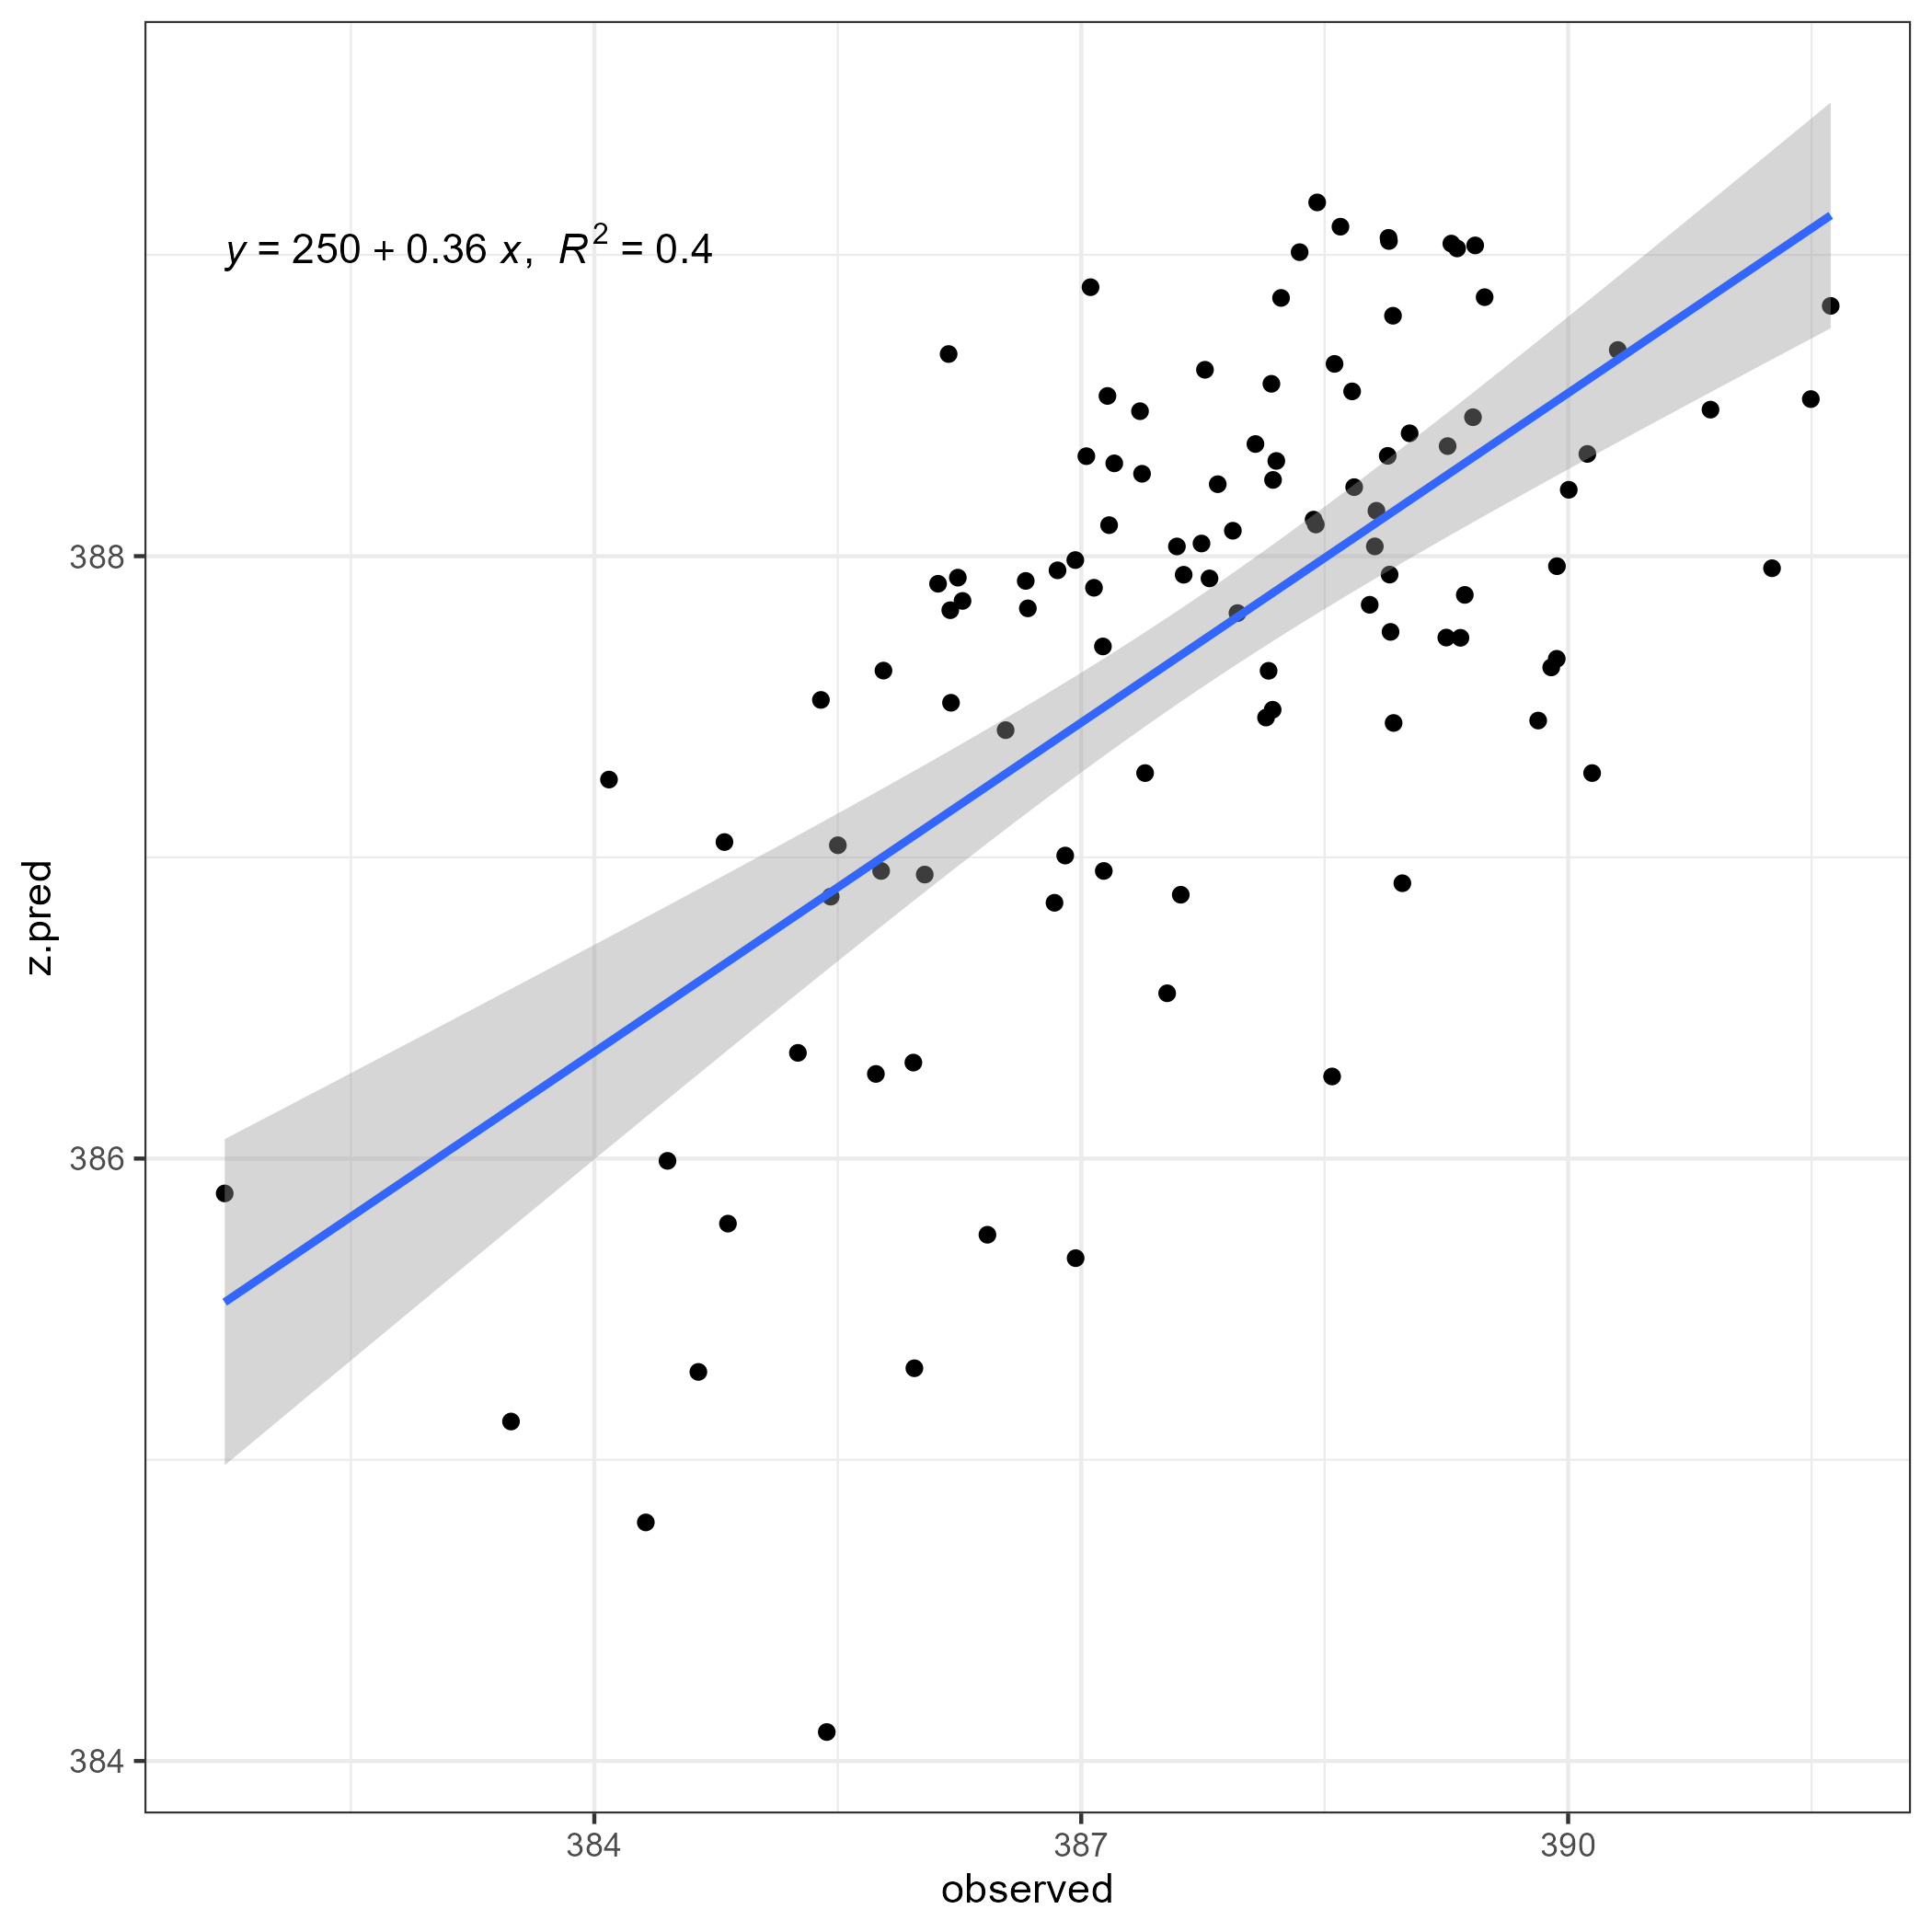 y = 250 + 0.36 x, R² = 0.4
388
386
384
z.pred
384 387 390
observed